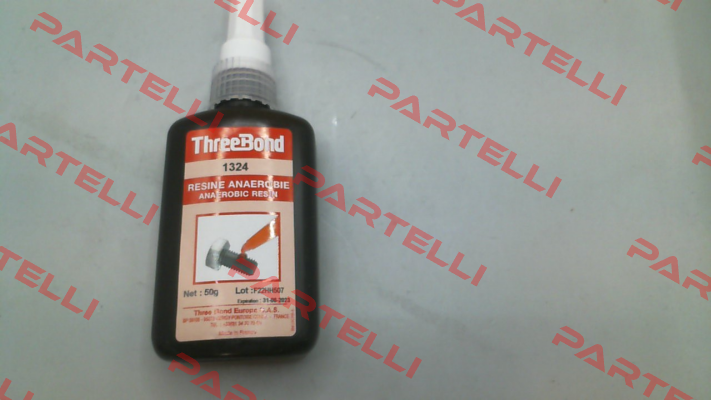 ThreeBond
1324
RESINE ANAEROBIE
ANAEROBIC RESIN
Net : 50g
Lot :
Expiration :
Three Bond Europe S.A.S.
PARTELLI
PARTELLI
PARTELLI
PARTELLI
PARTELLI
PARTELLI
PARTELLI
PARTELLI
PARTELLI